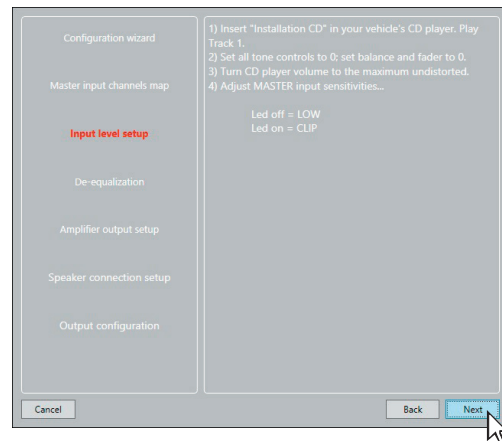 Configuration wizard
Master input channels map
Input level setup
De-equalization
Amplifier output setup
Speaker connection setup
Output configuration
1) Insert "Installation CD" in your vehicle's CD player. Play
Track 1.
2) Set all tone controls to 0; set balance and fader to 0.
3) Turn CD player volume to the maximum undistorted.
4) Adjust MASTER input sensitivities...
Led off = LOW
Led on = CLIP
Cancel
Back
Next